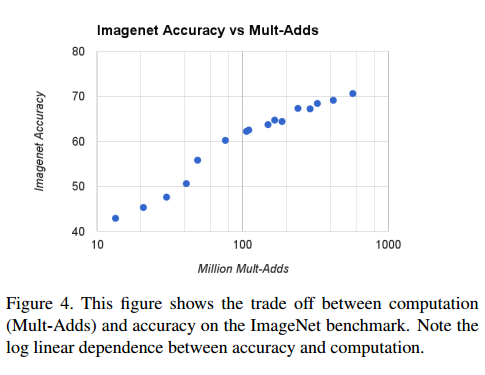 Imagenet Accuracy vs Mult-Adds
80
70
60
50
40
Imagenet Accuracy
10 100 1000
Million Mult-Adds
Figure 4. This figure shows the trade off between computation
(Mult-Adds) and accuracy on the ImageNet benchmark. Note the
log linear dependence between accuracy and computation.